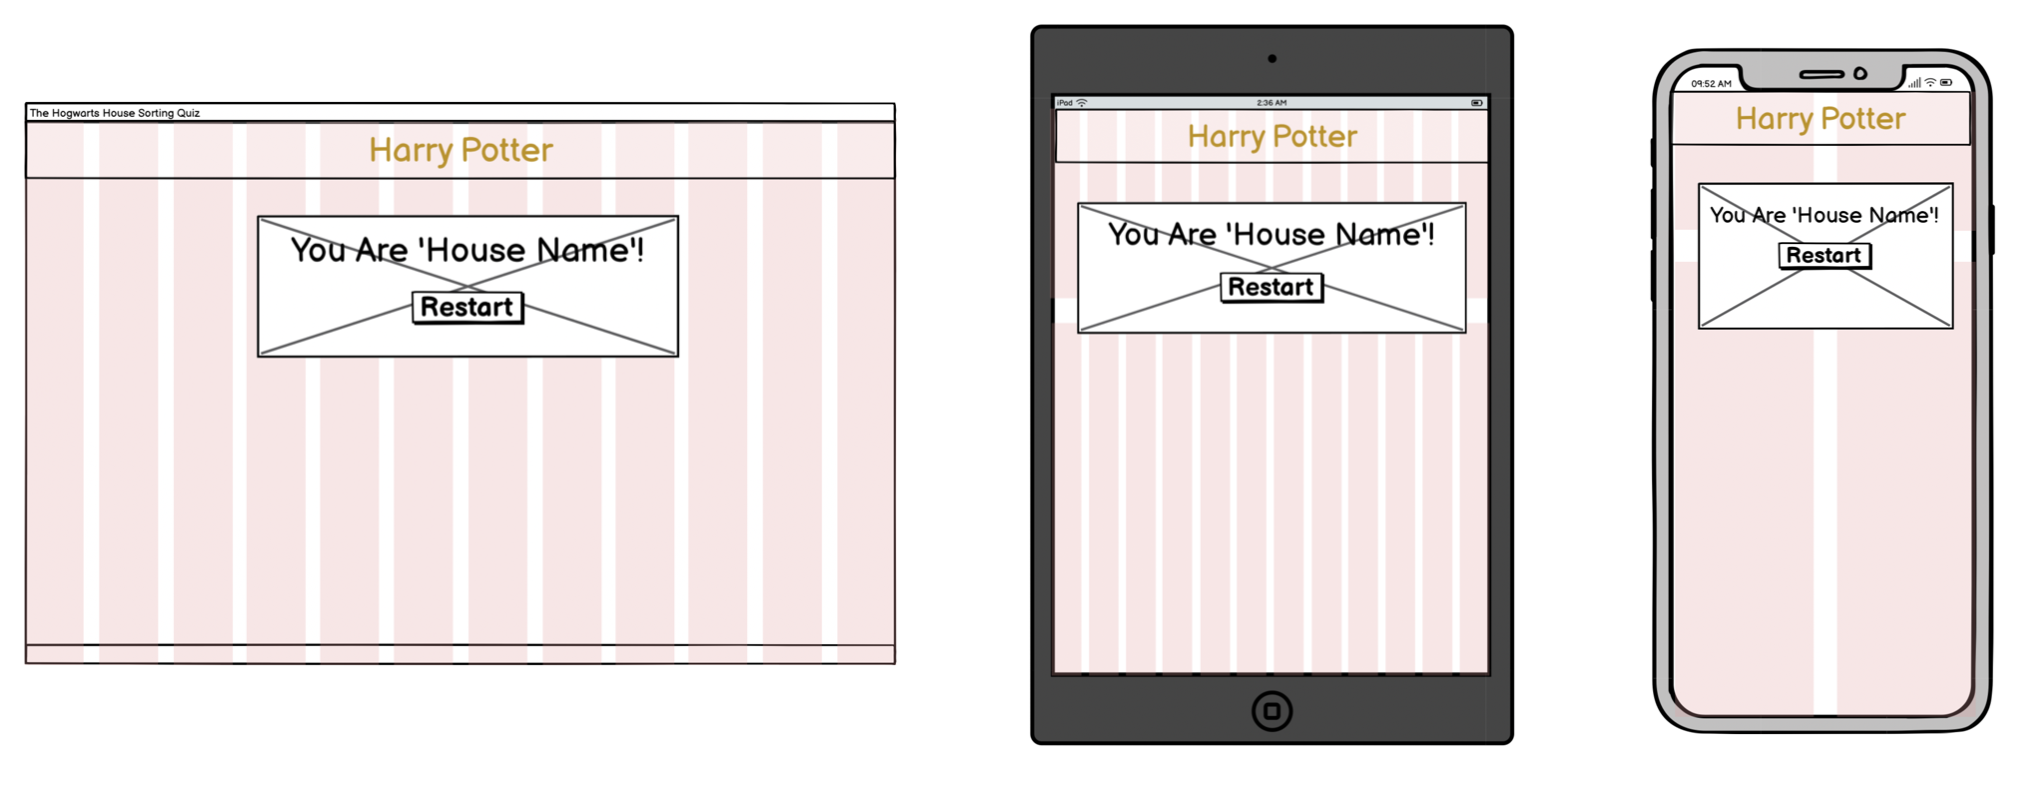 The Hogwarts House Sorting Quiz
Harry Potter
You Are 'House Name'!
Restart
iPod
2:36 AM
Harry Potter
You Are 'House Name'!
Restart
09:52 AM
Harry Potter
You Are 'House Name'!
Restart